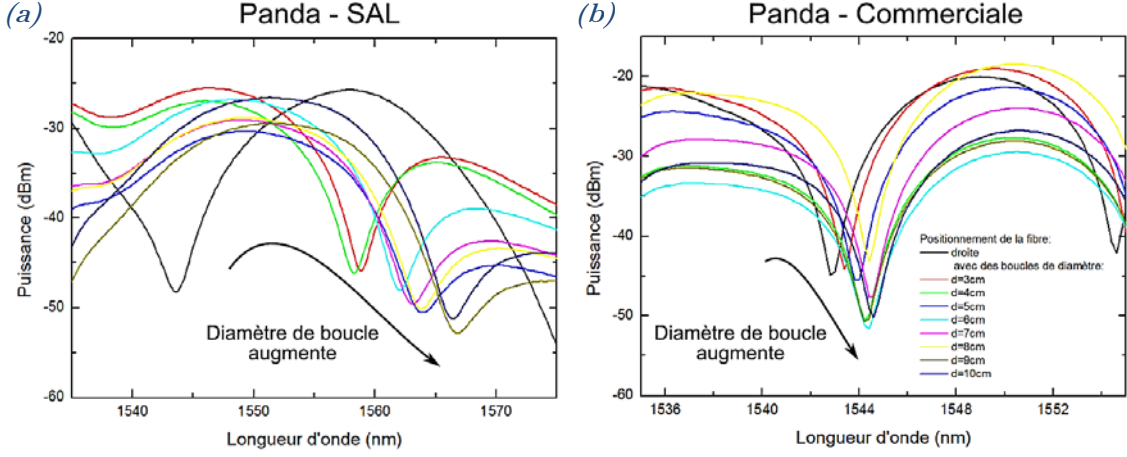 (a)
Panda - SAL
-20
-30
-40
-50
-60
Puissance (dBm)
Diamètre de boucle
augmente
1540
1550
1560
1570
Longueur d'onde (nm)
(b)
Panda - Commerciale
-20
-30
-40
-50
-60
Puissance (dBm)
Positionnement de la fibre:
droite
avec des boucles de diamètre:
d=3cm
d=4cm
d=5cm
d=6cm
d=7cm
d=8cm
d=9cm
d=10cm
Diamètre de boucle
augmente
1536
1540
1544
1548
1552
Longueur d'onde (nm)